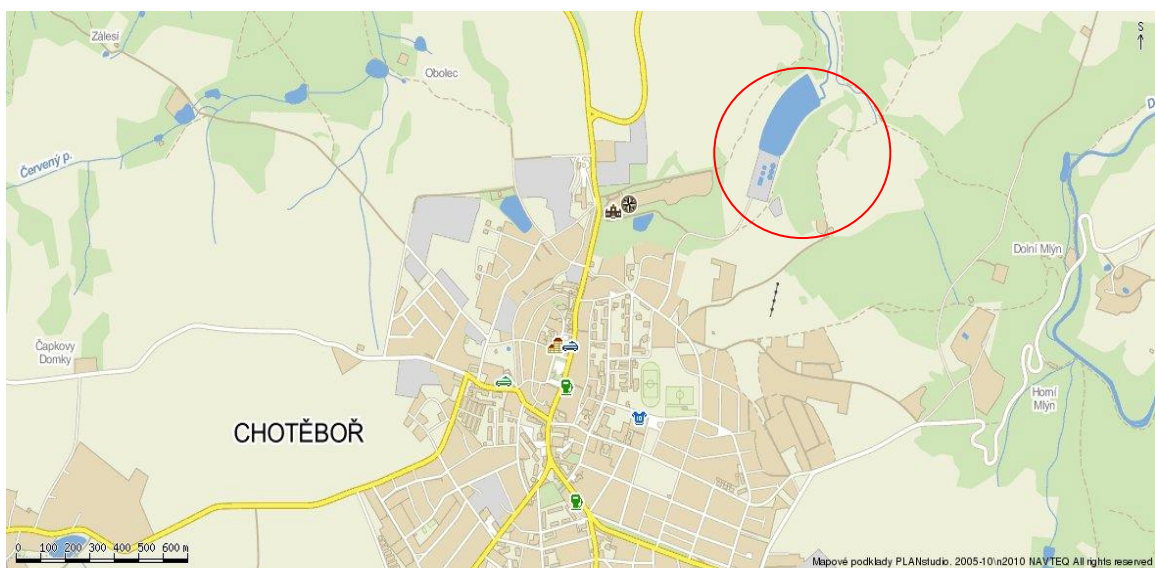 Zálesí
Obolec
S
Červený p.
D
Dolní Mlýn
Čapkovy
Domky
Horní
Mlýn
10
CHOTĚBOŘ
0 100 200 300 400 500 600 m
Mapové podklady PLANstudio. 2005-10\n2010 NAVTEQ All rights reserved